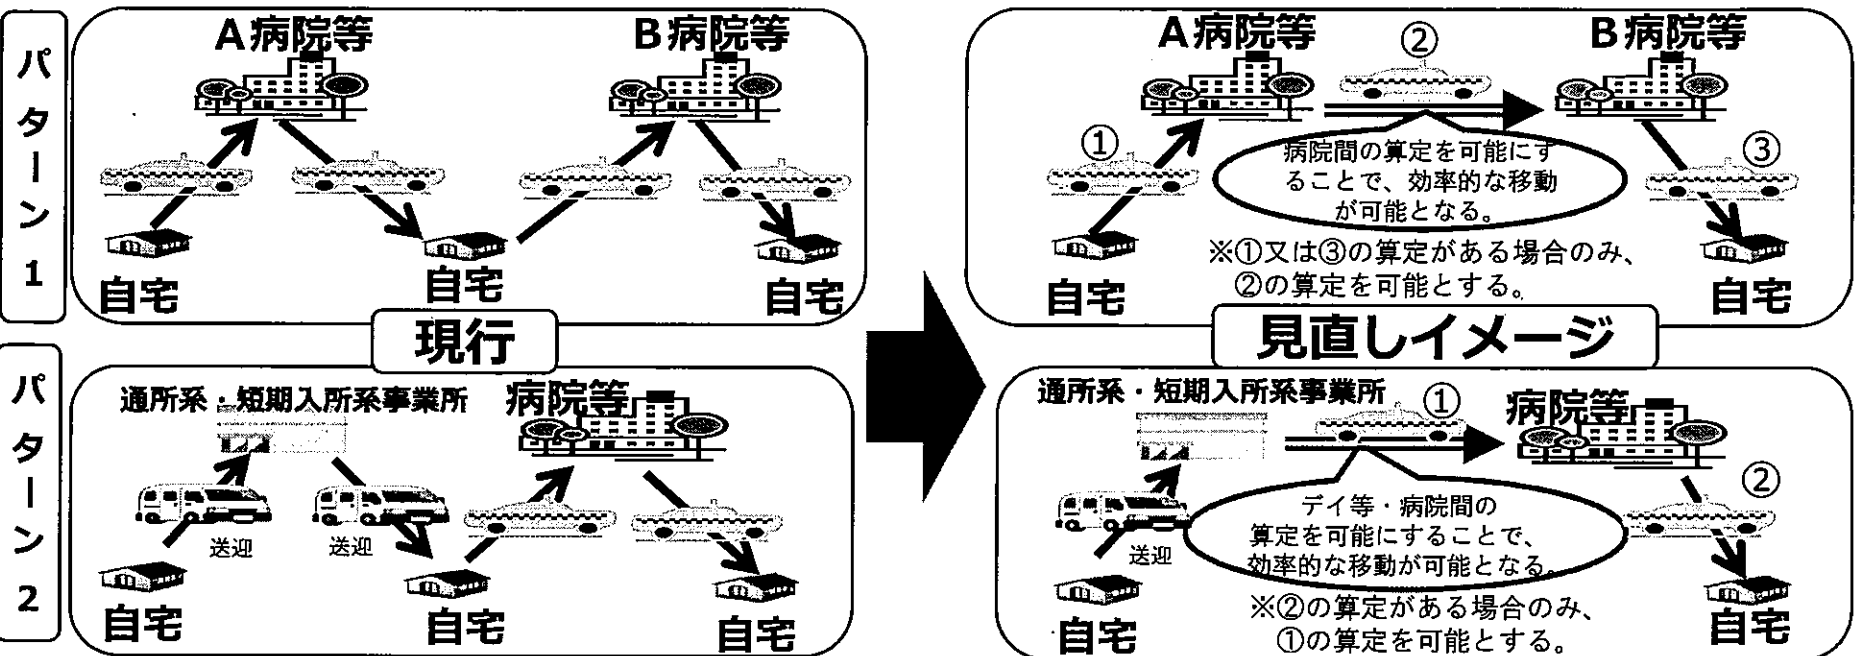 パターン1
A病院等
B病院等
自宅
自宅
自宅
現行
A病院等
②
B病院等
①
病院間の算定を可能にす
ることで、効率的な移動
が可能となる。
③
※①又は③の算定がある場合のみ、
②の算定を可能とする。
自宅
自宅
見直しイメージ
パターン2
通所系・短期入所系事業所
病院等
送迎
送迎
自宅
自宅
自宅
通所系・短期入所系事業所
①
病院等
②
送迎
デイ等・病院間の
算定を可能にすることで、
効率的な移動が可能となる。
※②の算定がある場合のみ、
①の算定を可能とする。
自宅
自宅